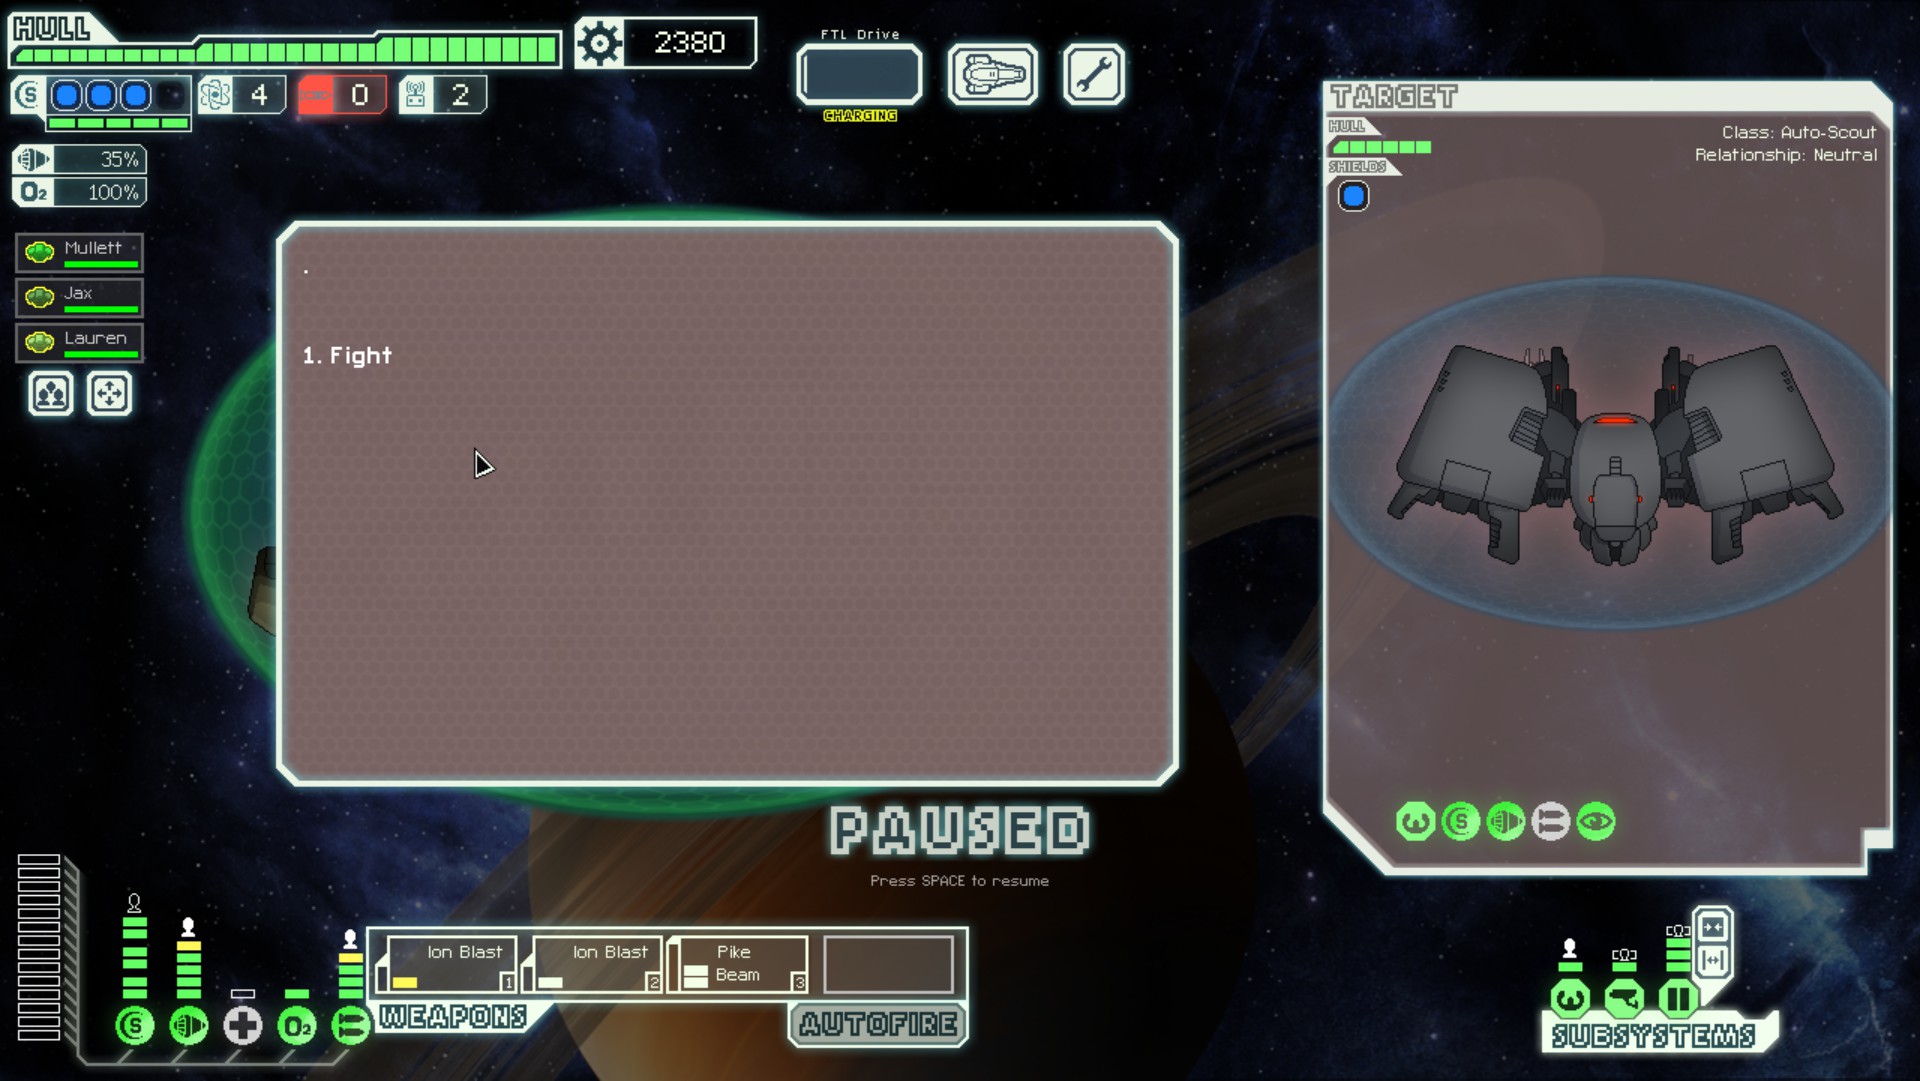 HULL
2380
FTL Drive
CHARGING
S
4
0
2
35%
O2
100%
Mullett
Jax
Lauren
.
1. Fight
TARGET
HULL
Class: Auto-Scout
Relationship: Neutral
SHIELDS
S
PAUSED
Press SPACE to resume
Ion Blast
1
Ion Blast
2
Pike
Beam
3
S
O2
WEAPONS
AUTOFIRE
SUBSYSTEMS